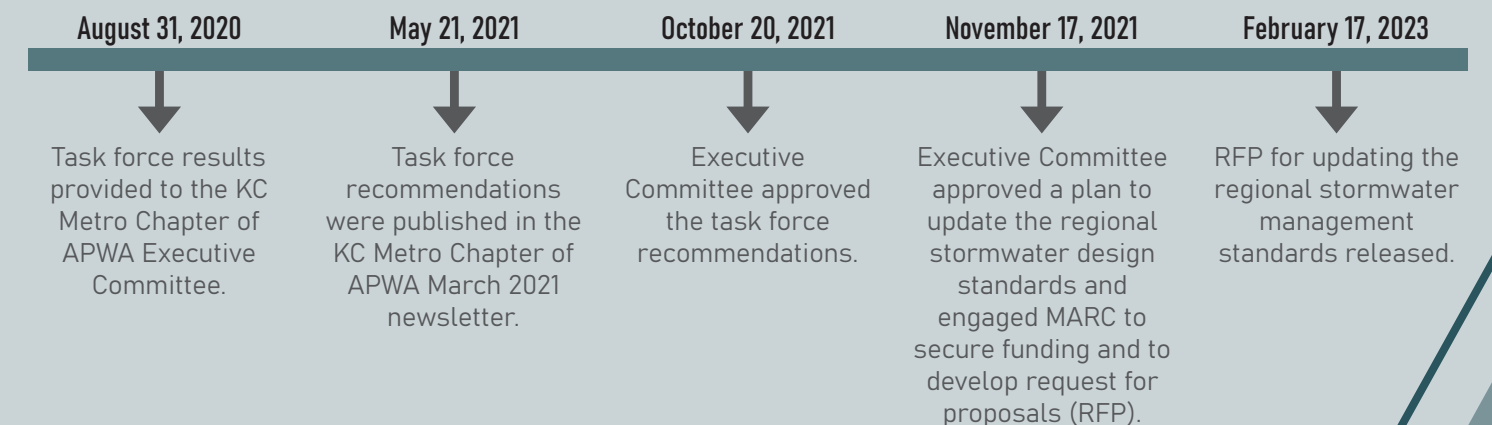 August 31, 2020
Task force results
provided to the KC
Metro Chapter of
APWA Executive
Committee.
May 21, 2021
Task force
recommendations
were published in the
KC Metro Chapter of
APWA March 2021
newsletter.
October 20, 2021
Executive
Committee approved
the task force
recommendations.
November 17, 2021
Executive Committee
approved a plan to
update the regional
stormwater design
standards and
engaged MARC to
secure funding and to
develop request for
proposals (RFP).
February 17, 2023
RFP for updating the
regional stormwater
management
standards released.